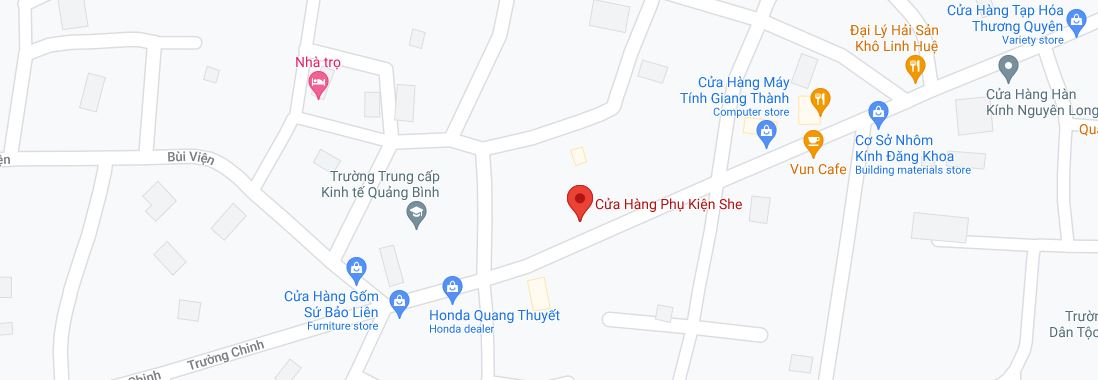 Cửa Hàng Tạp Hóa
Thương Quyên
Variety store
Đại Lý Hải Sản
Khô Linh Huệ
Nhà trọ
Cửa Hàng Máy
Tính Giang Thành
Computer store
Cửa Hàng Hàn
Kính Nguyên Long
Cơ Sở Nhôm
Kính Đăng Khoa
Building materials store
Vun Cafe
Bùi Viện
Trường Trung cấp
Kinh tế Quảng Bình
Cửa Hàng Phụ Kiện She
Cửa Hàng Gốm
Sứ Bảo Liên
Furniture store
Honda Quang Thuyết
Honda dealer
Trườn
Dân Tộc
Trường Chinh
Chinh